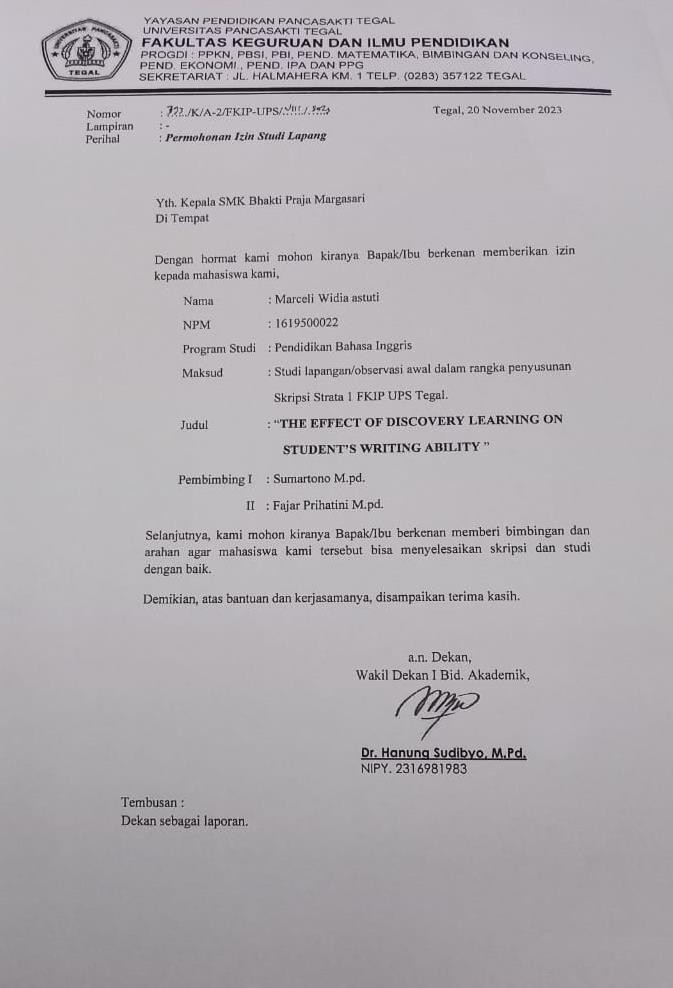 YAYASAN PENDIDIKAN PANCASAKTI TEGAL
UNIVERSITAS PANCASAKTI TEGAL
FAKULTAS KEGURUAN DAN ILMU PENDIDIKAN
PROGDI : PPKN, PBSI, PBI, PEND. MATEMATIKA, BIMBINGAN DAN KONSELING,
PEND. EKONOMI., PEND. IPA DAN PPG
SEKRETARIAT : JL. HALMAHERA KM. 1 TELP. (0283) 357122 TEGAL
UNIVERSITAS PANCASAKTI
TEGAL
Nomor : /K/A-2/FKIP-UPS/
Tegal, 20 November 2023
Lampiran : -
Perihal : Permohonan Izin Studi Lapang
Yth. Kepala SMK Bhakti Praja Margasari
Di Tempat
Dengan hormat kami mohon kiranya Bapak/Ibu berkenan memberikan izin
kepada mahasiswa kami,
Nama : Marceli Widia astuti
NPM : 1619500022
Program Studi : Pendidikan Bahasa Inggris
Maksud : Studi lapangan/observasi awal dalam rangka penyusunan
Skripsi Strata 1 FKIP UPS Tegal.
Judul : "THE EFFECT OF DISCOVERY LEARNING ON
STUDENT'S WRITING ABILITY "
Pembimbing I : Sumartono M.pd.
II : Fajar Prihatini M.pd.
Selanjutnya, kami mohon kiranya Bapak/Ibu berkenan memberi bimbingan dan
arahan agar mahasiswa kami tersebut bisa menyelesaikan skripsi dan studi
dengan baik.
Demikian, atas bantuan dan kerjasamanya, disampaikan terima kasih.
a.n. Dekan,
Wakil Dekan I Bid. Akademik,
Dr. Hanung Sudibyo, M.Pd.
NIPY. 2316981983
Tembusan :
Dekan sebagai laporan.